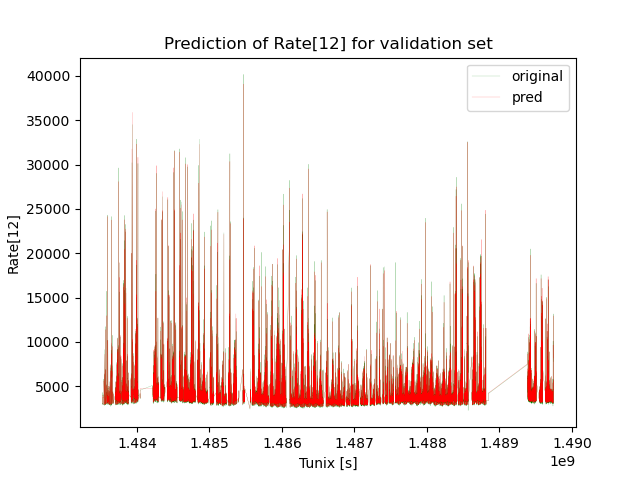 Prediction of Rate[12] for validation set
original
pred
Rate[12]
40000
35000
30000
25000
20000
15000
10000
5000
1.484 1.485 1.486 1.487 1.488 1.489 1.490
1e9
Tunix [s]